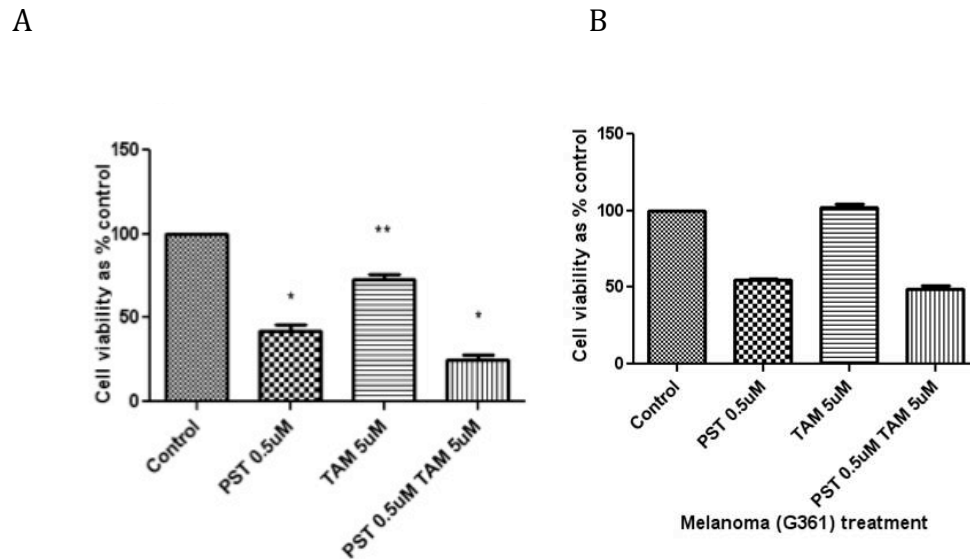 A
B
Cell viability as % control
150
100
50
0
*
**
*
Control
PST 0.5uM
TAM 5uM
PST 0.5uM TAM 5uM
Cell viability as % control
150
100
50
0
Control
PST 0.5uM
TAM 5uM
PST 0.5uM TAM 5uM
Melanoma (G361) treatment